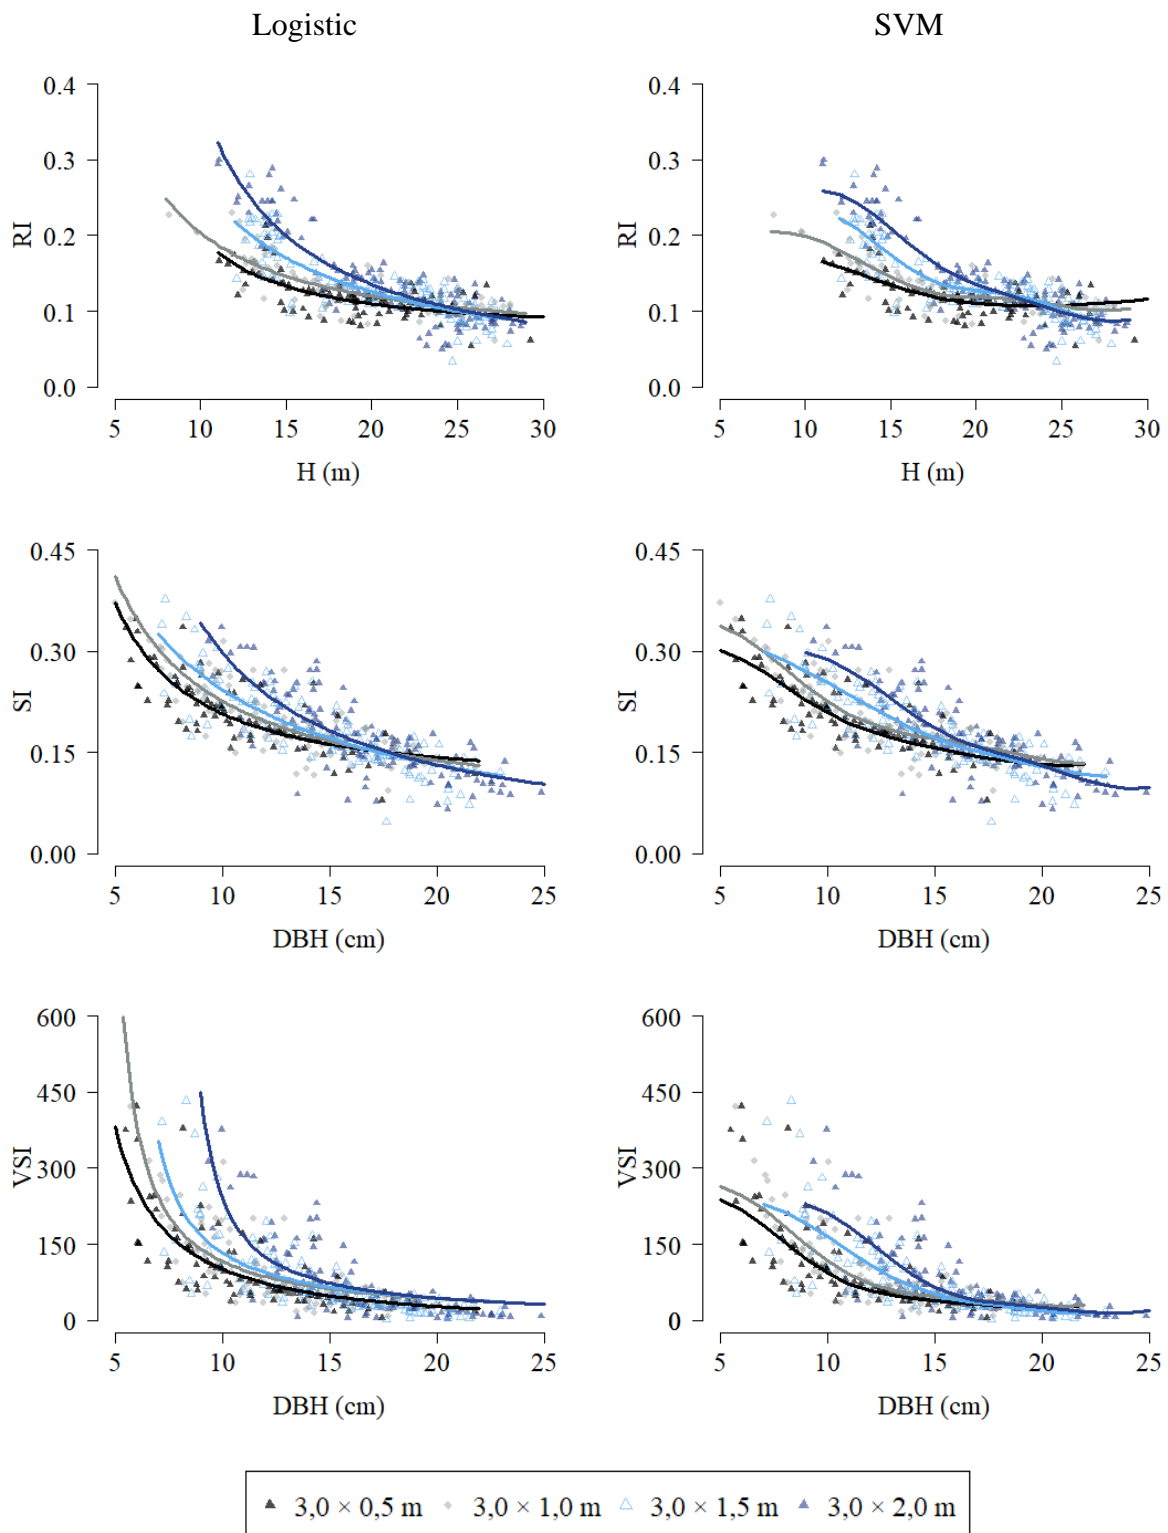 Logistic SVM
0.4 0.4
0.3 0.3
RI 0.2 RI 0.2
0.1 0.1
0.0 0.0
5 10 15 20 25 30 5 10 15 20 25 30
H (m) H (m)
0.45 0.45
0.30 0.30
SI SI
0.15 0.15
0.00 0.00
5 10 15 20 25 5 10 15 20 25
DBH (cm) DBH (cm)
600 600
450 450
VSI 300 VSI 300
150 150
0 0
5 10 15 20 25 5 10 15 20 25
DBH (cm) DBH (cm)
3,0 × 0,5 m 3,0 × 1,0 m 3,0 × 1,5 m 3,0 × 2,0 m